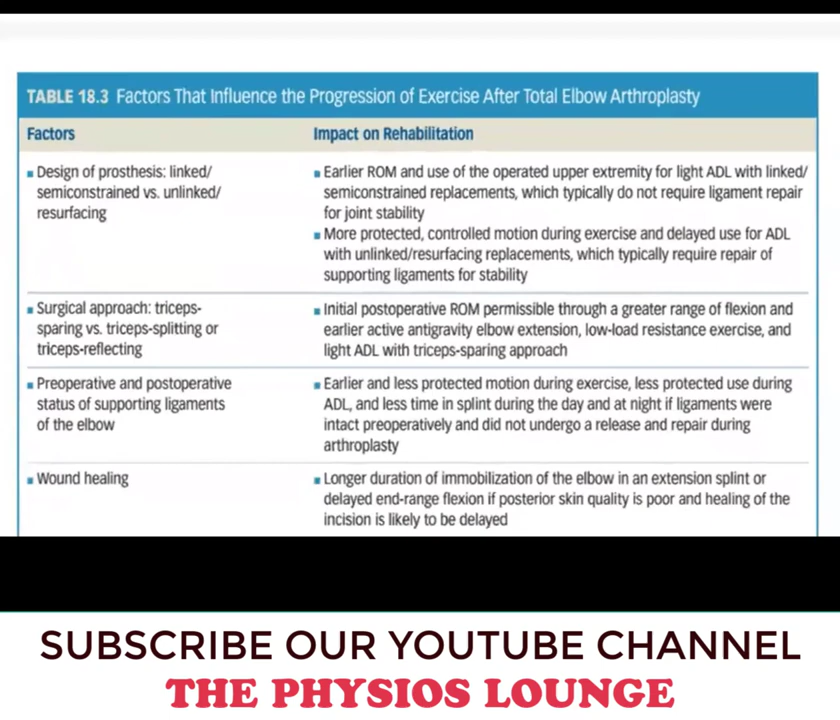 TABLE 18.3 Factors That Influence the Progression of Exercise After Total Elbow Arthroplasty
Factors
Impact on Rehabilitation
▪ Design of prosthesis: linked/
semiconstrained vs. unlinked/
resurfacing
▪ Earlier ROM and use of the operated upper extremity for light ADL with linked/
semiconstrained replacements, which typically do not require ligament repair
for joint stability
▪ More protected, controlled motion during exercise and delayed use for ADL
with unlinked/resurfacing replacements, which typically require repair of
supporting ligaments for stability
▪ Surgical approach: triceps-
sparing vs. triceps-splitting or
triceps-reflecting
▪ Initial postoperative ROM permissible through a greater range of flexion and
earlier active antigravity elbow extension, low-load resistance exercise, and
light ADL with triceps-sparing approach
▪ Preoperative and postoperative
status of supporting ligaments
of the elbow
▪ Earlier and less protected motion during exercise, less protected use during
ADL, and less time in splint during the day and at night if ligaments were
intact preoperatively and did not undergo a release and repair during
arthroplasty
▪ Wound healing
▪ Longer duration of immobilization of the elbow in an extension splint or
delayed end-range flexion if posterior skin quality is poor and healing of the
incision is likely to be delayed
SUBSCRIBE OUR YOUTUBE CHANNEL
THE PHYSIOS LOUNGE